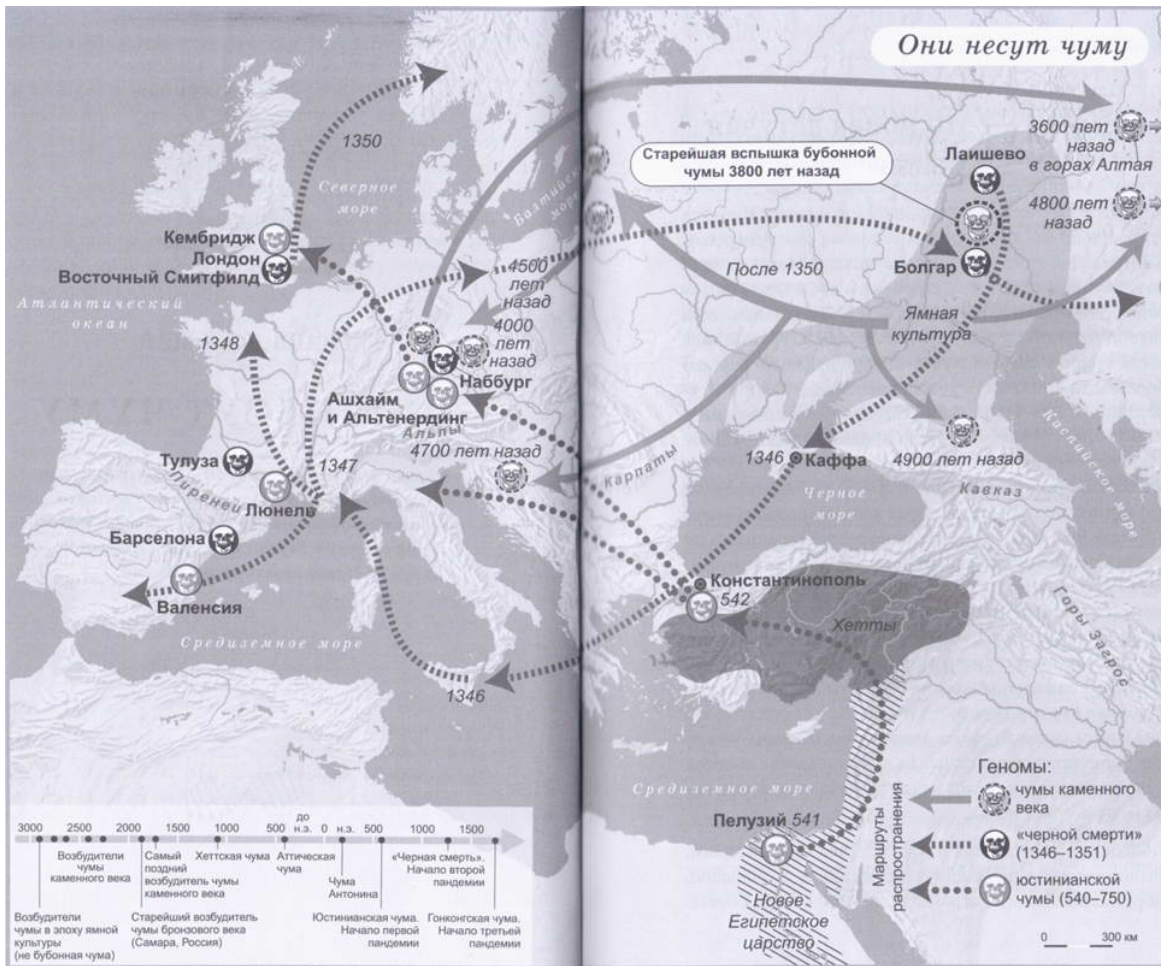 Они несут чуму
1350
Северное
море
Балтийское
море
Старейшая вспышка бубонной
чумы 3800 лет назад
Лаишево
3600 лет
назад
в горах Алтая
4800 лет
назад
Кембридж
Лондон
Восточный Смитфилд
Атлантический
океан
4500
лет
назад
4000
лет
назад
После 1350
Болгар
Ямная
культура
1348
Наббург
Ашхайм
и Альтенердинг
Альпы
4700 лет назад
Тулуза
1347
Пиренеи
Люнель
Карпаты
1346
Каффа
4900 лет назад
Кавказ
Каспийское море
Черное
море
Барселона
Валенсия
Константинополь
542
Хетты
Горы Загрос
Средиземное море
1346
Средиземное море
Пелузий 541
Новое
Египетское
царство
Маршруты
распространения
Геномы:
чумы каменного
века
«черной смерти»
(1346–1351)
юстинианской
чумы (540–750)
0 300 км
3000 2500 2000 1500 1000 500 до н.э. 0 н.э. 500 1000 1500
Возбудители
чумы
каменного века
Самый
поздний
возбудитель чумы
каменного века
Хеттская чума
Аттическая
чума
Чума
Антонина
«Черная смерть».
Начало второй
пандемии
Возбудители
чумы в эпоху ямной
культуры
(не бубонная чума)
Старейший возбудитель
чумы бронзового века
(Самара, Россия)
Юстинианская чума.
Начало первой
пандемии
Гонконгская чума.
Начало третьей
пандемии